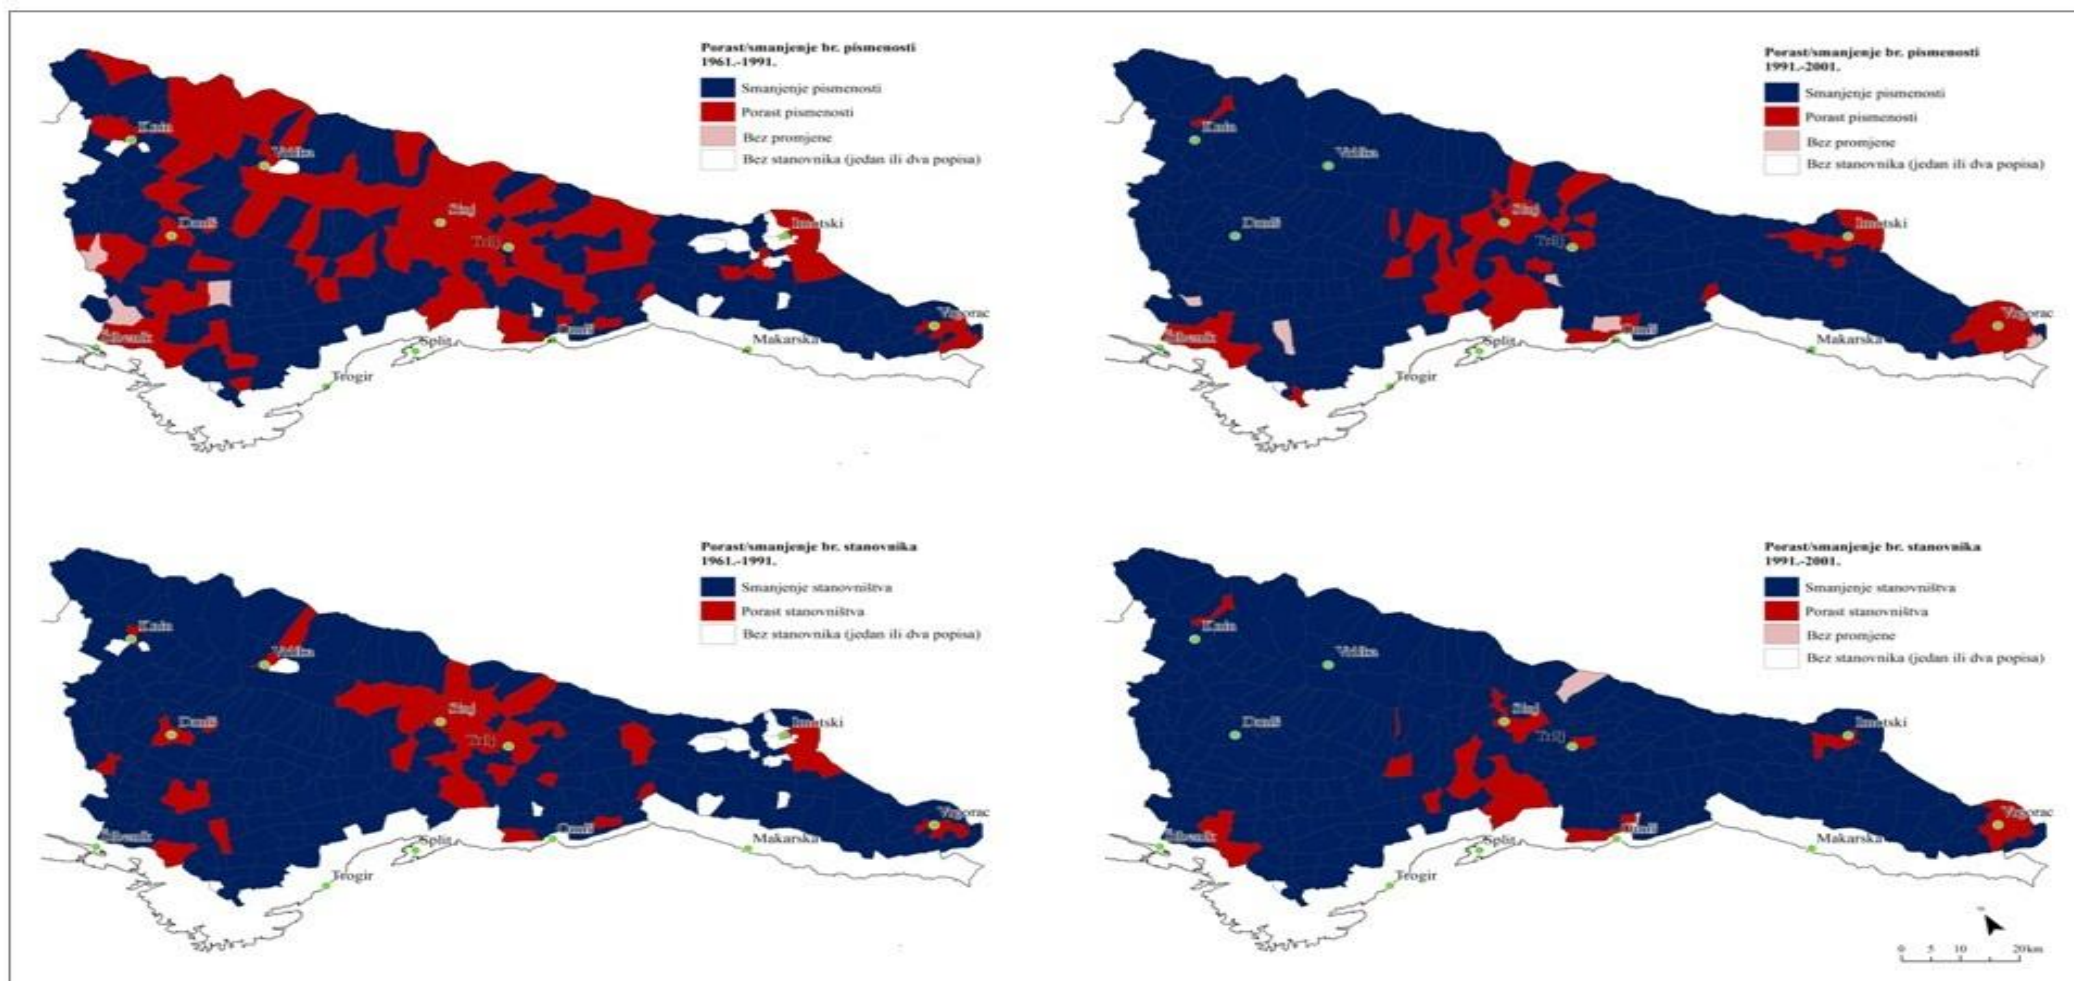 Porast/smanjenje br. pismenosti
1961.-1991.
Smanjenje pismenosti
Porast pismenosti
Bez promjene
Bez stanovnika (jedan ili dva popisa)
Knin
Vrlika
Drniš
Sinj
Trilj
Imotski
Vrgorac
Šibenik
Omiš
Split
Makarska
Trogir
Porast/smanjenje br. pismenosti
1991.-2001.
Smanjenje pismenosti
Porast pismenosti
Bez promjene
Bez stanovnika (jedan ili dva popisa)
Knin
Vrlika
Drniš
Sinj
Trilj
Imotski
Vrgorac
Šibenik
Omiš
Split
Makarska
Trogir
Porast/smanjenje br. stanovnika
1961.-1991.
Smanjenje stanovništva
Porast stanovništva
Bez stanovnika (jedan ili dva popisa)
Knin
Vrlika
Drniš
Sinj
Trilj
Imotski
Vrgorac
Šibenik
Omiš
Split
Makarska
Trogir
Porast/smanjenje br. stanovnika
1991.-2001.
Smanjenje stanovništva
Porast stanovništva
Bez promjene
Bez stanovnika (jedan ili dva popisa)
Knin
Vrlika
Drniš
Sinj
Trilj
Imotski
Vrgorac
Šibenik
Omiš
Split
Makarska
Trogir
0 5 10 20km